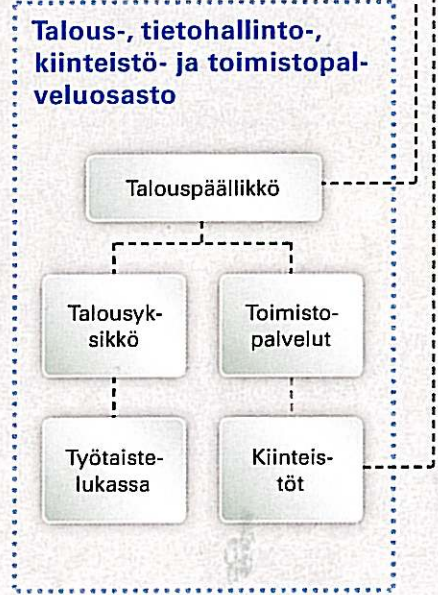 Talous-, tietohallinto-,
kiinteistö- ja toimistopal-
veluosasto
Talouspäällikkö
Talousyk-
sikkö
Toimisto-
palvelut
Työtaiste-
lukassa
Kiinteis-
töt